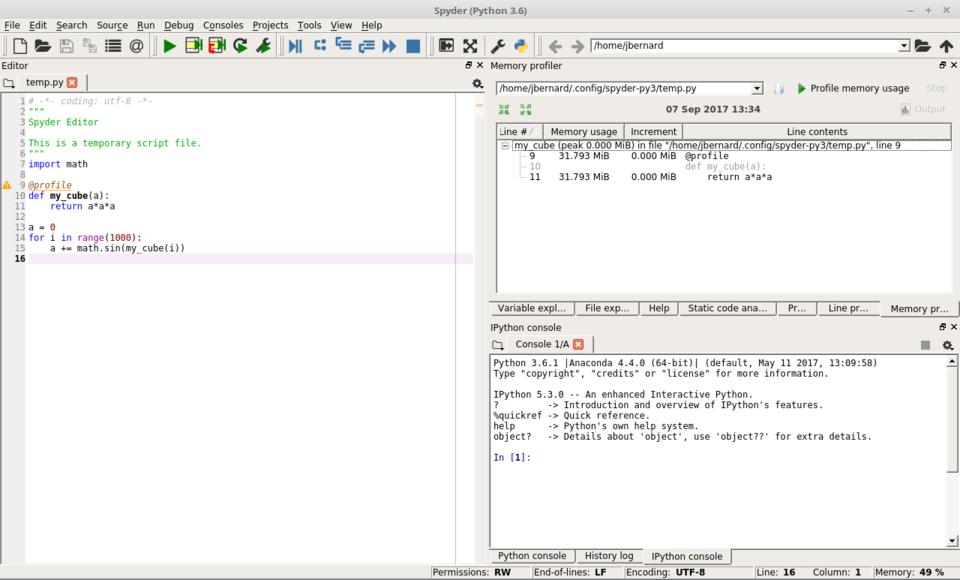 Spyder (Python 3.6)
File Edit Search Source Run Debug Consoles Projects Tools View Help
/home/jbernard
Editor
temp.py
1 # -*- coding: utf-8 -*-
2 """
3 Spyder Editor
4
5 This is a temporary script file.
6 """
7 import math
8
9 @profile
10 def my_cube(a):
11     return a*a*a
12
13 a = 0
14 for i in range(1000):
15     a += math.sin(my_cube(i))
16
Memory profiler
/home/jbernard/.config/spyder-py3/temp.py Profile memory usage Stop
07 Sep 2017 13:34 Output
Line # Memory usage Increment Line contents
my_cube (peak 0.000 MiB) in file "/home/jbernard/.config/spyder-py3/temp.py", line 9
9 31.793 MiB 0.000 MiB @profile
10 def my_cube(a):
11 31.793 MiB 0.000 MiB return a*a*a
Variable expl... File exp... Help Static code ana... Pr... Line pr... Memory pr...
IPython console
Console 1/A
Python 3.6.1 |Anaconda 4.4.0 (64-bit)| (default, May 11 2017, 13:09:58)
Type "copyright", "credits" or "license" for more information.
IPython 5.3.0 -- An enhanced Interactive Python.
?         -> Introduction and overview of IPython's features.
%quickref -> Quick reference.
help      -> Python's own help system.
object?   -> Details about 'object', use 'object??' for extra details.
In [1]:
Python console History log IPython console
Permissions: RW End-of-lines: LF Encoding: UTF-8 Line: 16 Column: 1 Memory: 49 %